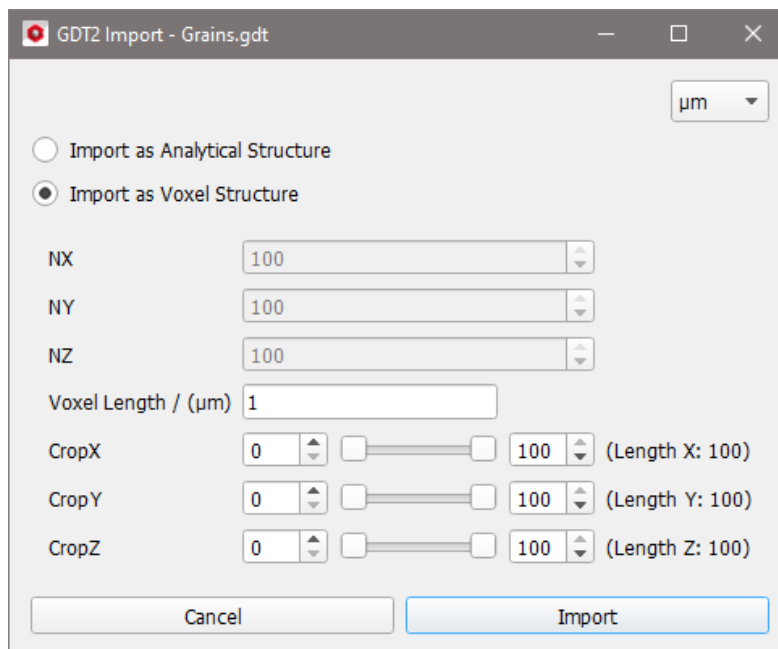 GDT2 Import - Grains.gdt
µm
Import as Analytical Structure
Import as Voxel Structure
NX 100
NY 100
NZ 100
Voxel Length / (µm) 1
CropX 0 100 (Length X: 100)
CropY 0 100 (Length Y: 100)
CropZ 0 100 (Length Z: 100)
Cancel Import